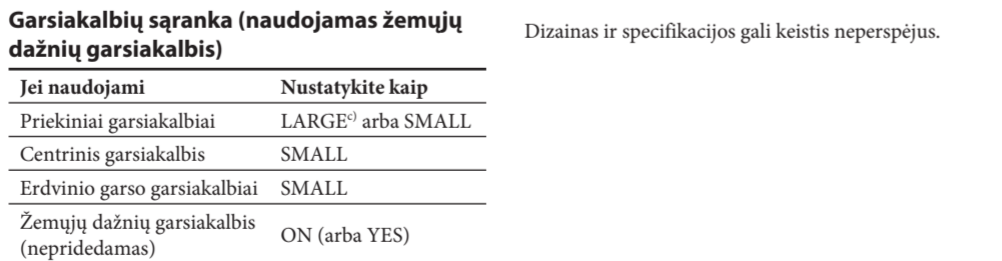 Garsiakalbių sąranka (naudojamas žemųjų
dažnių garsiakalbis)
Jei naudojami Nustatykite kaip
Priekiniai garsiakalbiai LARGEc) arba SMALL
Centrinis garsiakalbis SMALL
Erdvinio garso garsiakalbiai SMALL
Žemųjų dažnių garsiakalbis
(nepridedamas) ON (arba YES)
Dizainas ir specifikacijos gali keistis neperspėjus.